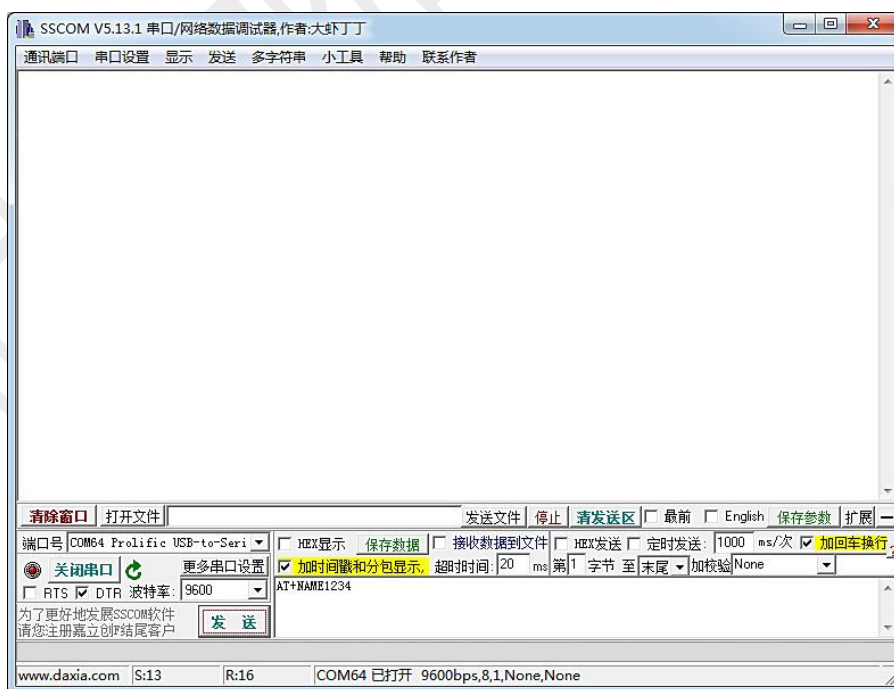 SSCOM V5.13.1 串口/网络数据调试器,作者:大虾丁丁
通讯端口 串口设置 显示 发送 多字符串 小工具 帮助 联系作者
清除窗口 打开文件 发送文件 停止 清发送区 最前 English 保存参数 扩展
端口号 COM64 Prolific USB-to-Seri HEX显示 保存数据 接收数据到文件 HEX发送 定时发送: 1000 ms/次 加回车换行
关闭串口 更多串口设置 加时间戳和分包显示, 超时时间: 20 ms 第 1 字节 至 末尾 加校验 None
RTS DTR 波特率: 9600 AT+NAME1234
为了更好地发展SSCOM软件
请您注册嘉立创F结尾客户 发 送
www.daxia.com S:13 R:16 COM64 已打开 9600bps,8,1,None,None